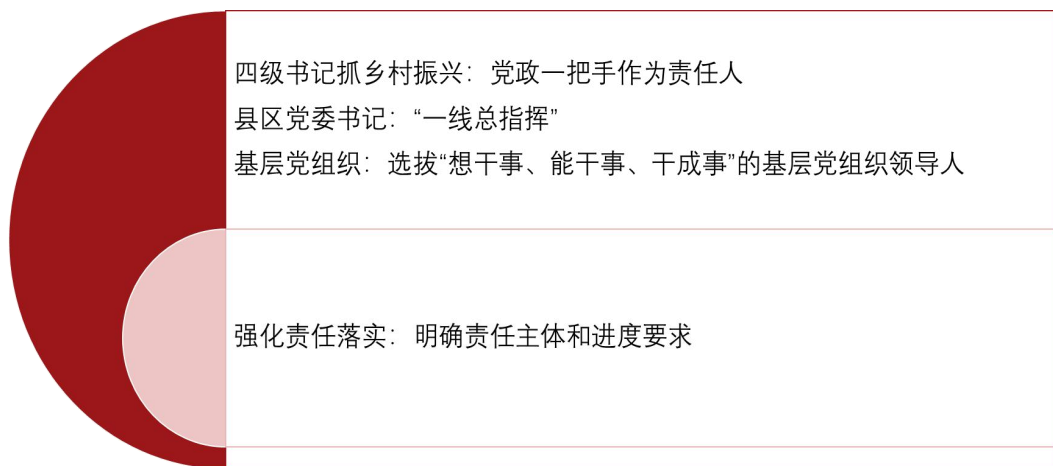 四级书记抓乡村振兴：党政一把手作为责任人
县区党委书记：“一线总指挥”
基层党组织：选拔“想干事、能干事、干成事”的基层党组织领导人
强化责任落实：明确责任主体和进度要求